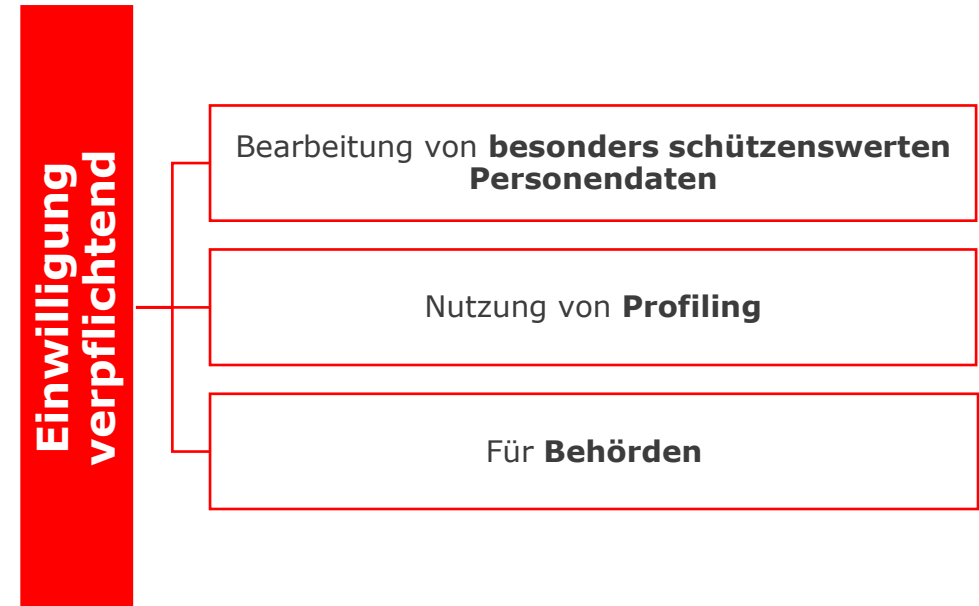 Einwilligung
verpflichtend
Bearbeitung von besonders schützenswerten
Personendaten
Nutzung von Profiling
Für Behörden